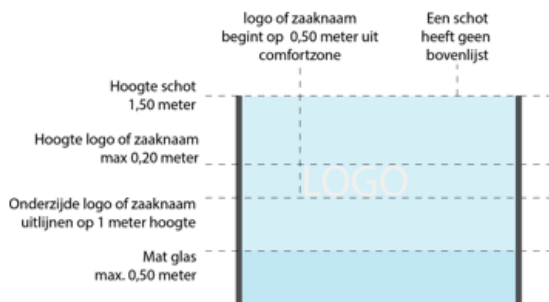 logo of zaaknaam
begint op 0,50 meter uit
comfortzone
Een schot
heeft geen
bovenlijst
Hoogte schot
1,50 meter
Hoogte logo of zaaknaam
max 0,20 meter
LOGO
Onderzijde logo of zaaknaam
uitlijnen op 1 meter hoogte
Mat glas
max. 0,50 meter